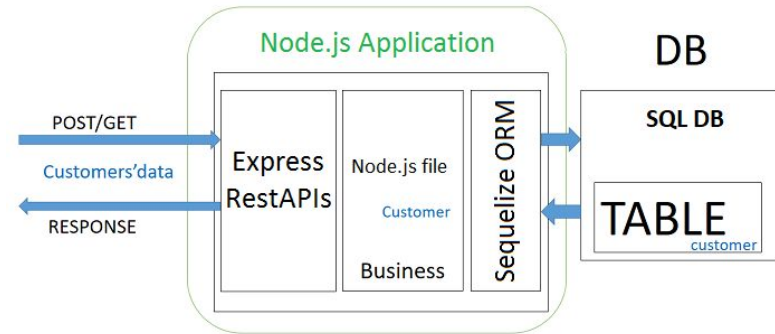 Node.js Application
DB
POST/GET
Customers'data
RESPONSE
Express
RestAPIs
Node.js file
Customer
Business
Sequelize ORM
SQL DB
TABLE
customer